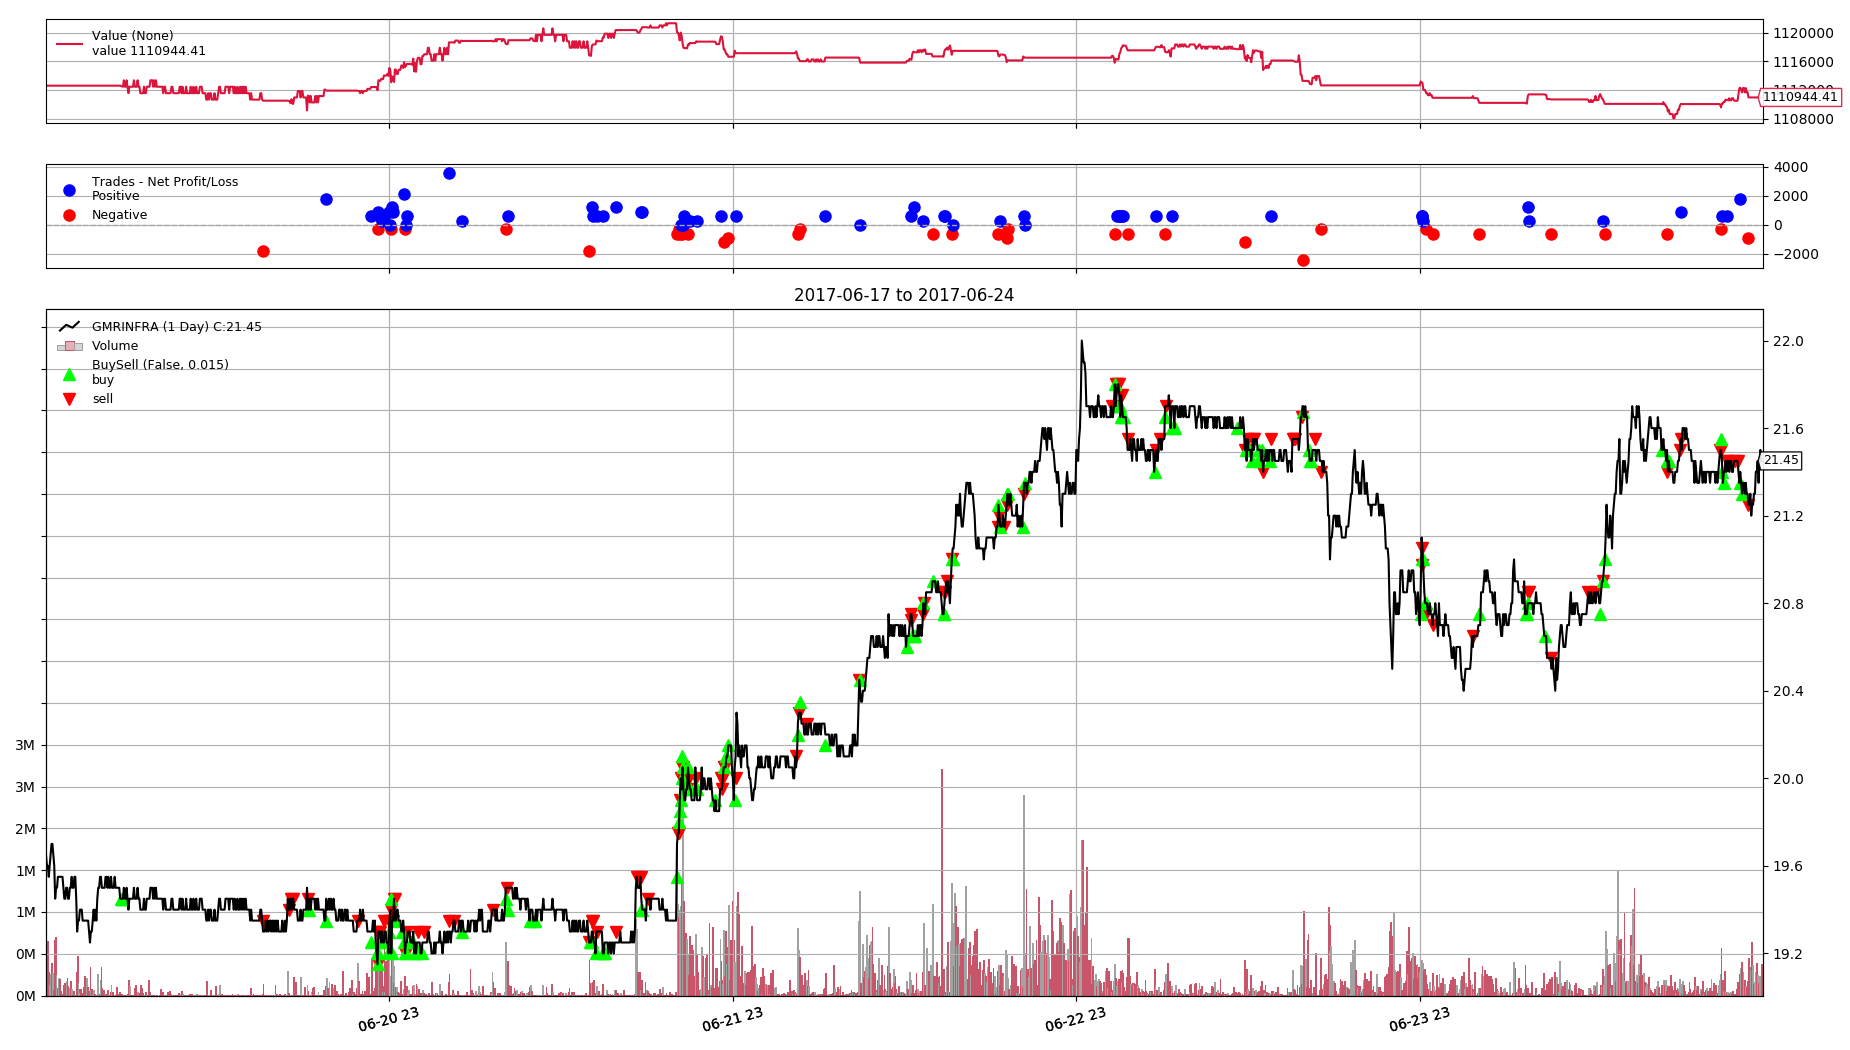 Value (None)
value 1110944.41
1120000
1116000
1112000
1110944.41
1108000
Trades - Net Profit/Loss
Positive
Negative
4000
2000
0
−2000
2017-06-17 to 2017-06-24
GMRINFRA (1 Day) C:21.45
Volume
BuySell (False, 0.015)
buy
sell
22.0
21.6
21.45
21.2
20.8
20.4
20.0
19.6
19.2
3M
3M
2M
1M
1M
0M
0M
06-20 23
06-21 23
06-22 23
06-23 23